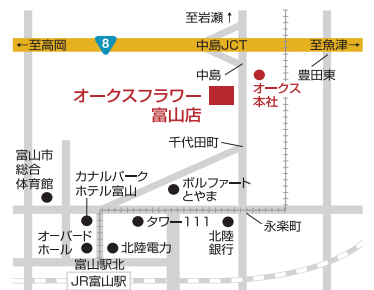 至岩瀬↑
←至高岡
8
中島JCT
至魚津→
中島
豊田東
オークス
本社
オークスフラワー
富山店
千代田町
富山市
総合
体育館
カナルパーク
ホテル富山
ボルファート
とやま
オーバード
ホール
タワー111
北陸
銀行
永楽町
北陸電力
富山駅北
JR富山駅